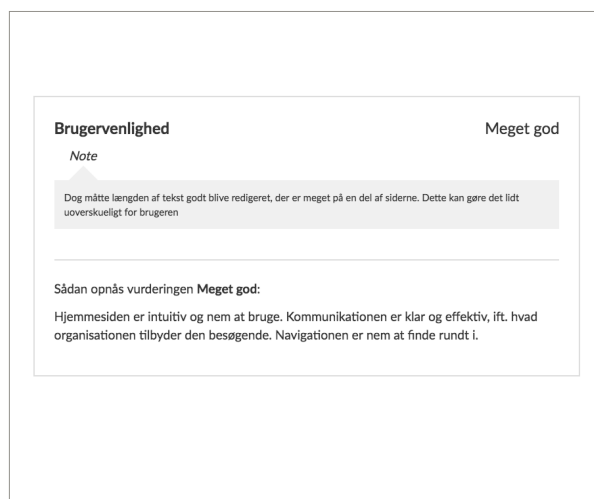 Brugervenlighed
Meget god
Note
Dog måtte længden af tekst godt blive redigeret, der er meget på en del af siderne. Dette kan gøre det lidt
uoverskueligt for brugeren
Sådan opnås vurderingen Meget god:
Hjemmesiden er intuitiv og nem at bruge. Kommunikationen er klar og effektiv, ift. hvad
organisationen tilbyder den besøgende. Navigationen er nem at finde rundt i.